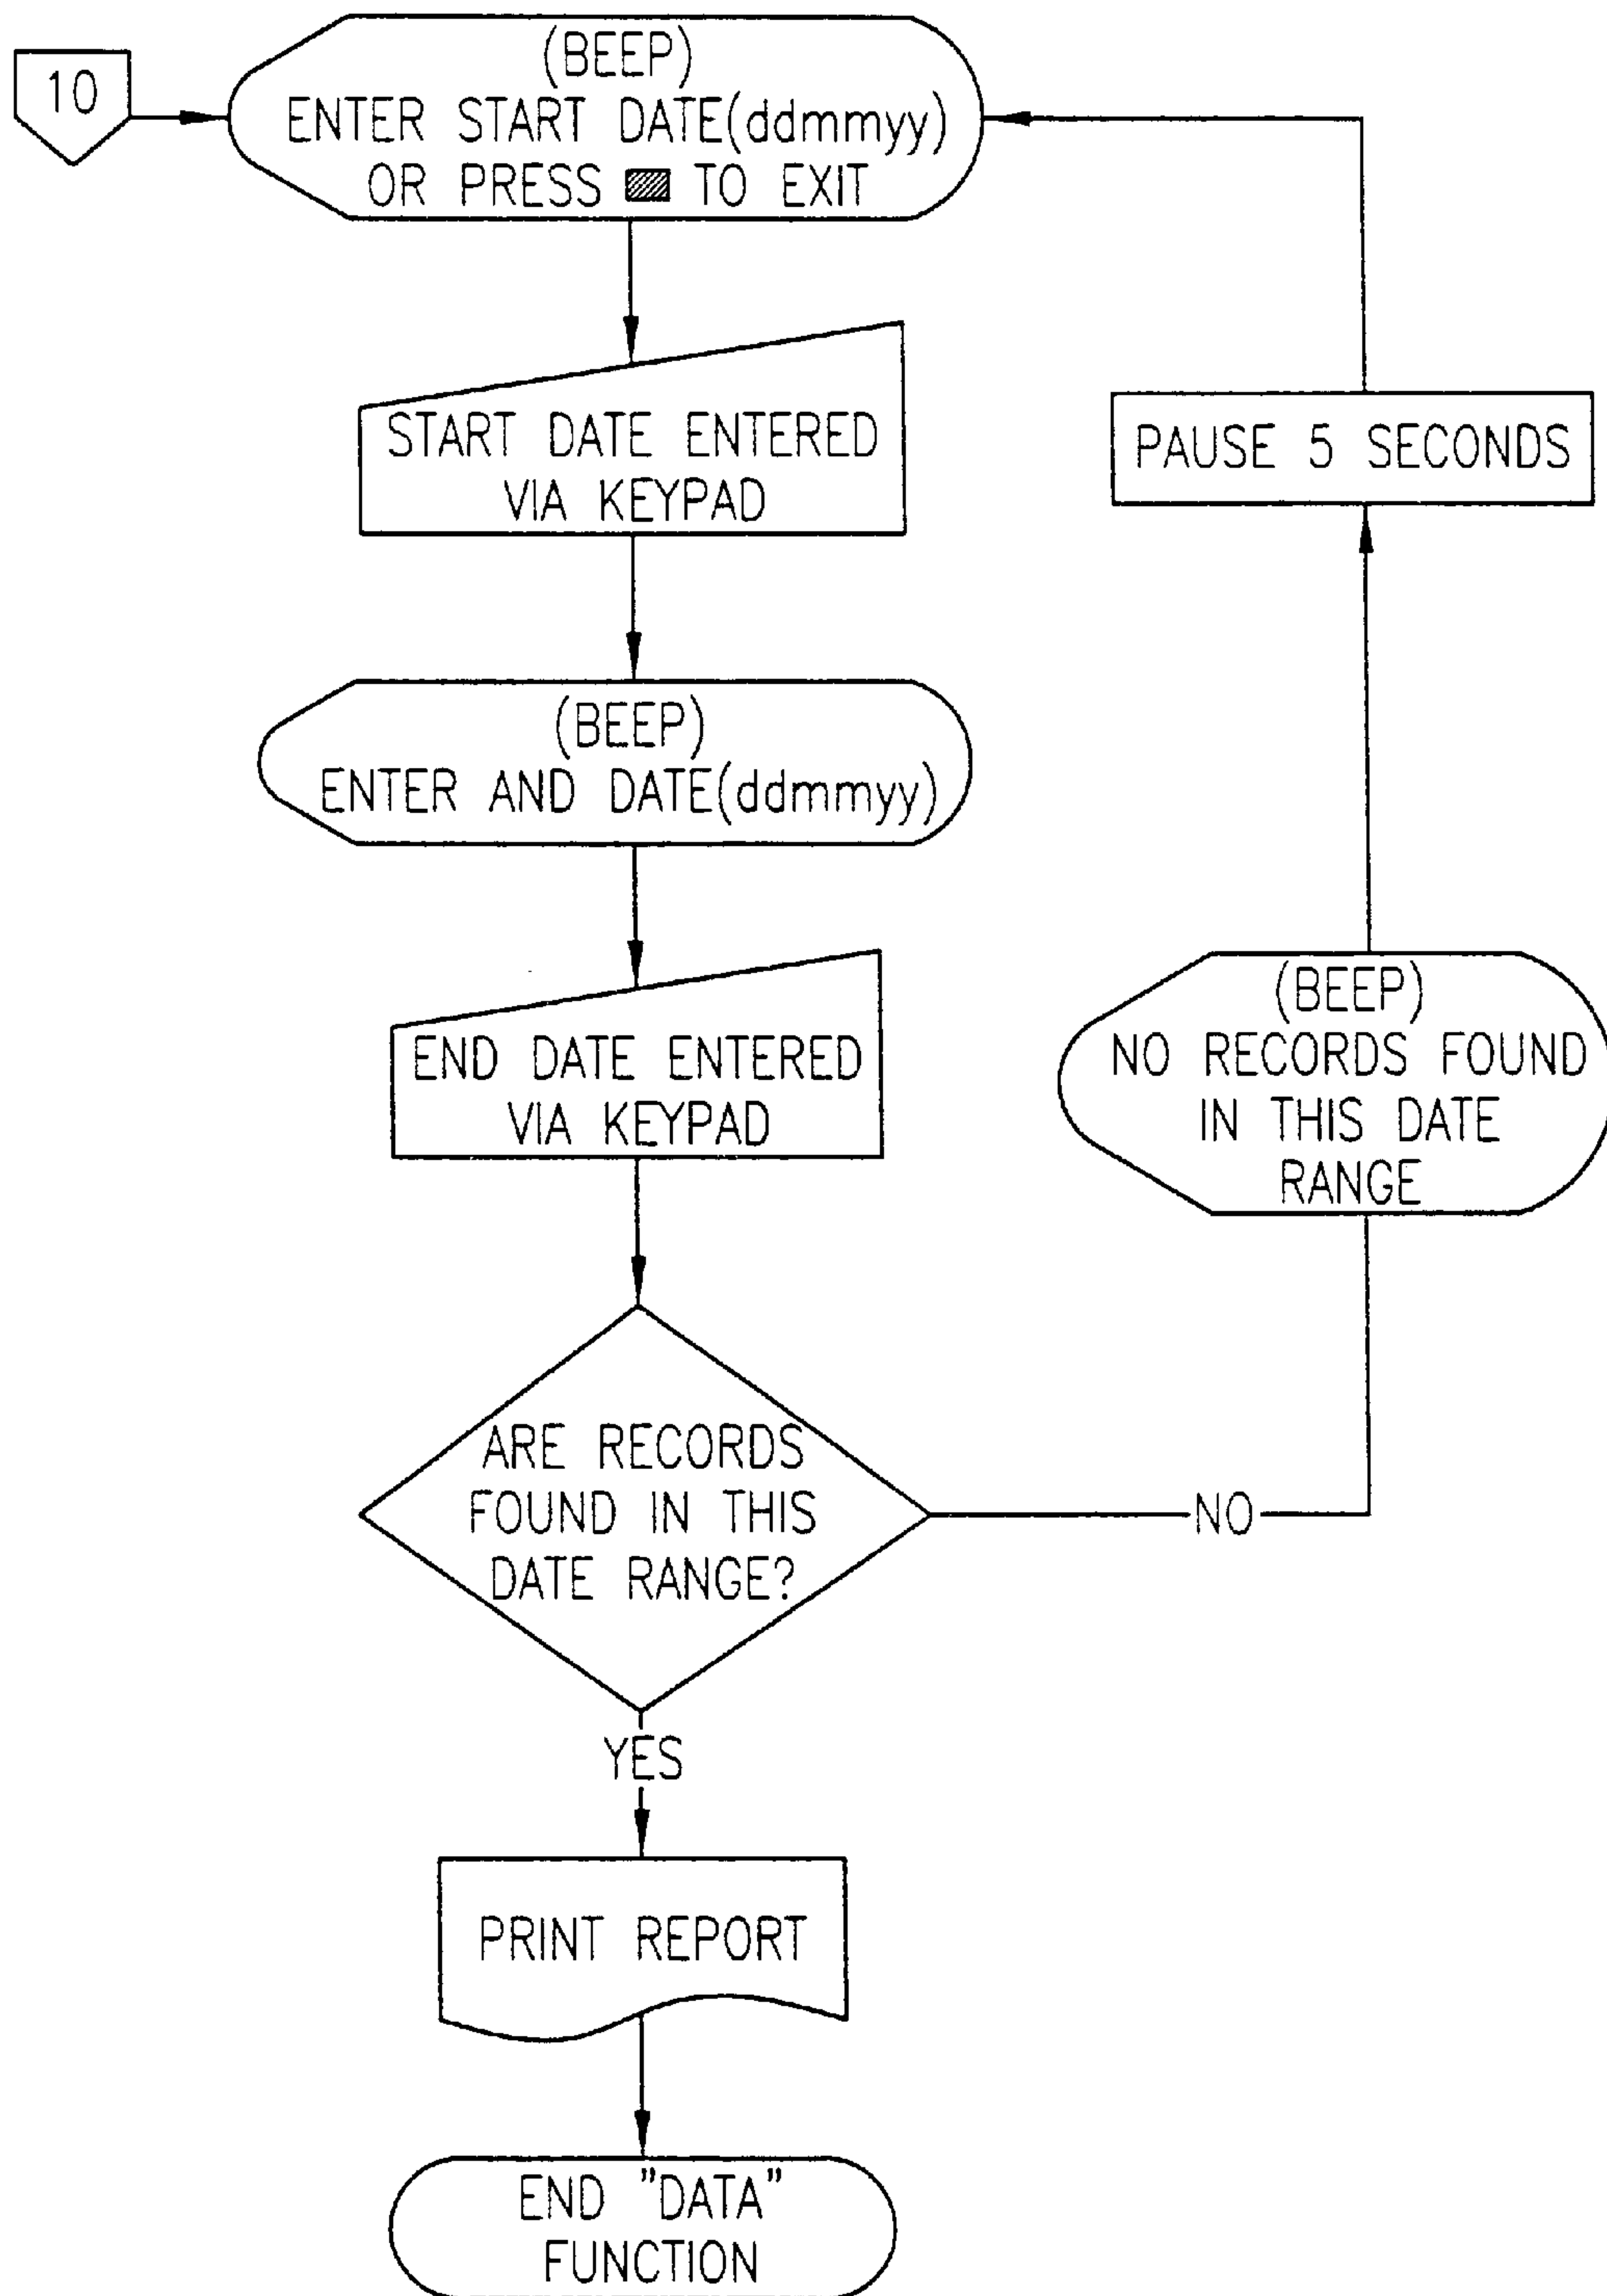 10
(BEEP)
ENTER START DATE(ddmmyy)
OR PRESS TO EXIT
START DATE ENTERED
VIA KEYPAD
PAUSE 5 SECONDS
(BEEP)
ENTER AND DATE(ddmmyy)
END DATE ENTERED
VIA KEYPAD
(BEEP)
NO RECORDS FOUND
IN THIS DATE
RANGE
ARE RECORDS
FOUND IN THIS
DATE RANGE?
NO
YES
PRINT REPORT
END "DATA"
FUNCTION